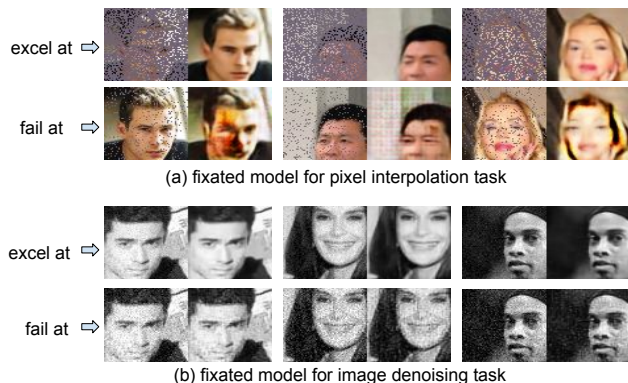 excel at
fail at
(a) fixated model for pixel interpolation task
excel at
fail at
(b) fixated model for image denoising task